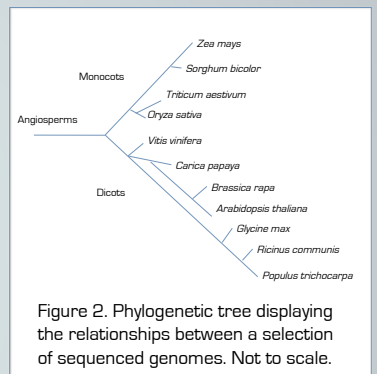 Zea mays
Sorghum bicolor
Monocots
Triticum aestivum
Oryza sativa
Angiosperms
Vitis vinifera
Carica papaya
Brassica rapa
Dicots
Arabidopsis thaliana
Glycine max
Ricinus communis
Populus trichocarpa
Figure 2. Phylogenetic tree displaying
the relationships between a selection
of sequenced genomes. Not to scale.